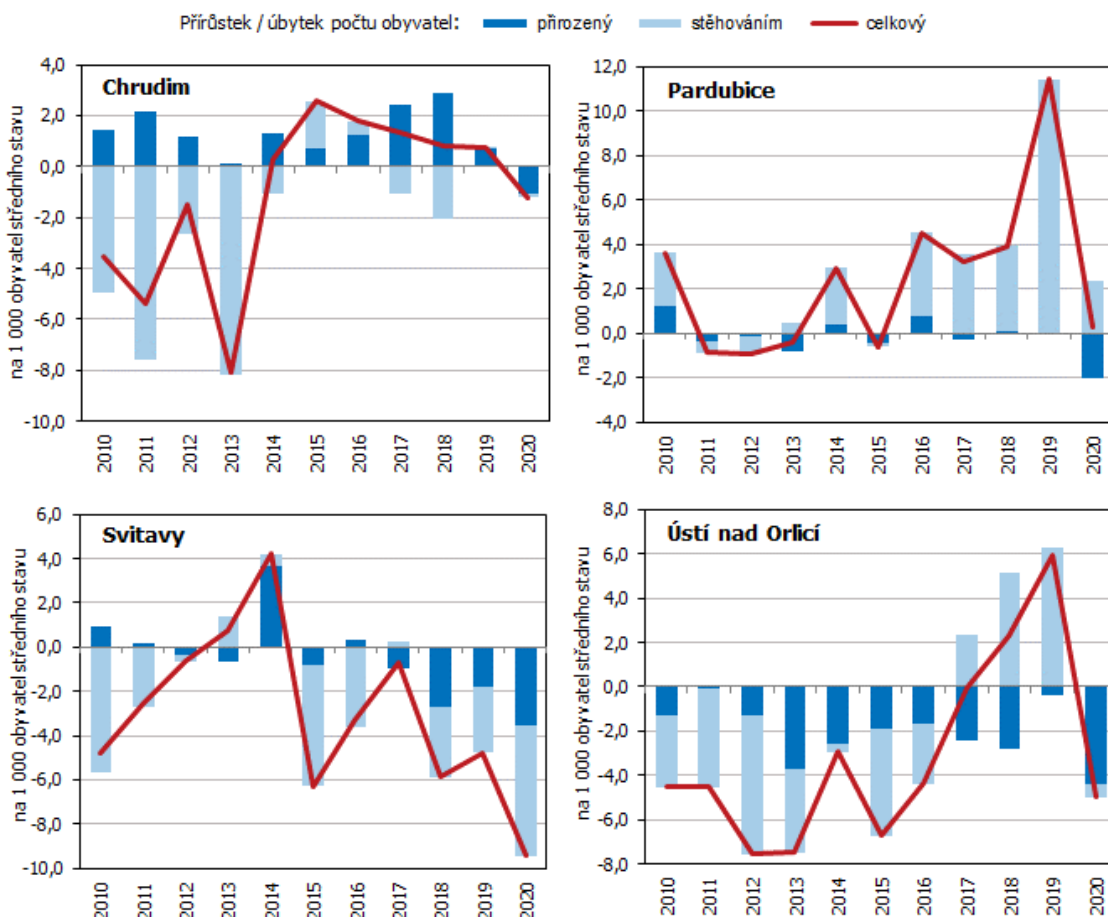 Přírůstek / úbytek počtu obyvatel: přirozený stěhováním celkový
Chrudim
na 1 000 obyvatel středního stavu
4,0
2,0
0,0
-2,0
-4,0
-6,0
-8,0
-10,0
2010 2011 2012 2013 2014 2015 2016 2017 2018 2019 2020
Pardubice
na 1 000 obyvatel středního stavu
12,0
10,0
8,0
6,0
4,0
2,0
0,0
-2,0
-4,0
2010 2011 2012 2013 2014 2015 2016 2017 2018 2019 2020
Svitavy
na 1 000 obyvatel středního stavu
6,0
4,0
2,0
0,0
-2,0
-4,0
-6,0
-8,0
-10,0
2010 2011 2012 2013 2014 2015 2016 2017 2018 2019 2020
Ústí nad Orlicí
na 1 000 obyvatel středního stavu
8,0
6,0
4,0
2,0
0,0
-2,0
-4,0
-6,0
-8,0
2010 2011 2012 2013 2014 2015 2016 2017 2018 2019 2020